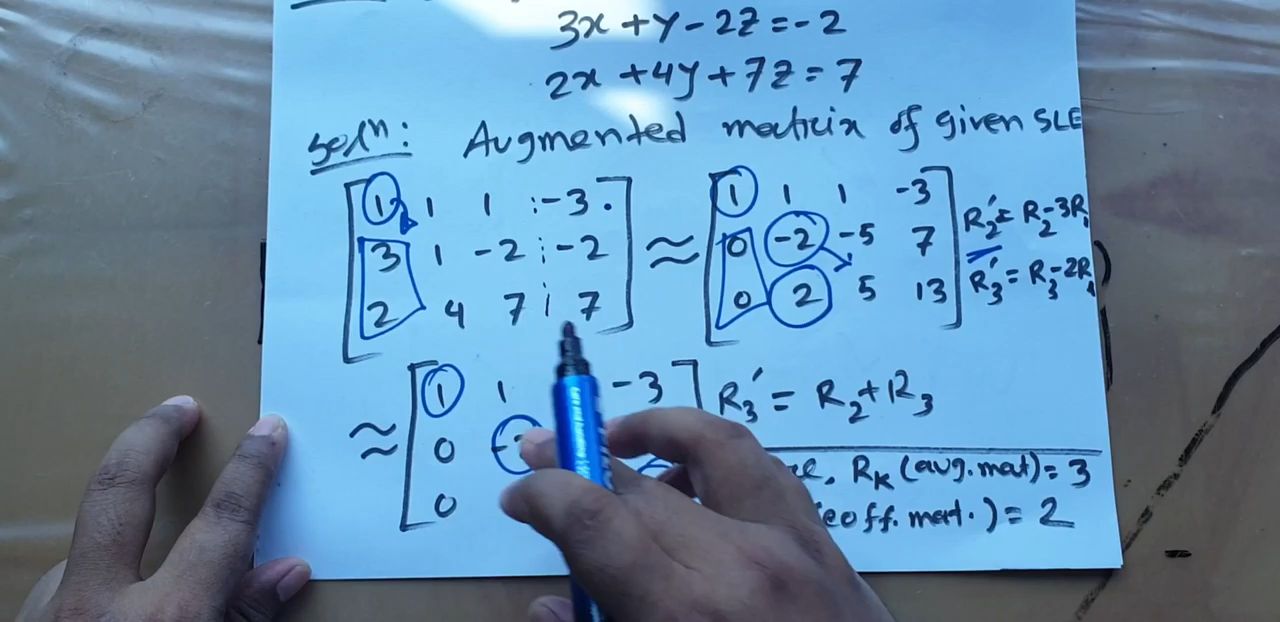 3x + y - 2z = -2
2x + 4y + 7z = 7
Solⁿ: Augmented matrix of given SLE
[ 1 1 1 : -3 . ] ≈ [ 1 1 1 -3 ]
[ 3 1 -2 : -2 ] [ 0 -2 -5 7 ] R₂' = R₂ - 3R₁
[ 2 4 7 : 7 ] [ 0 2 5 13 ] R₃' = R₃ - 2R₁
≈ [ 1 1 -3 ] R₃' = R₂ + R₃
0
0
RK (aug. mat) = 3
coeff. mat.) = 2